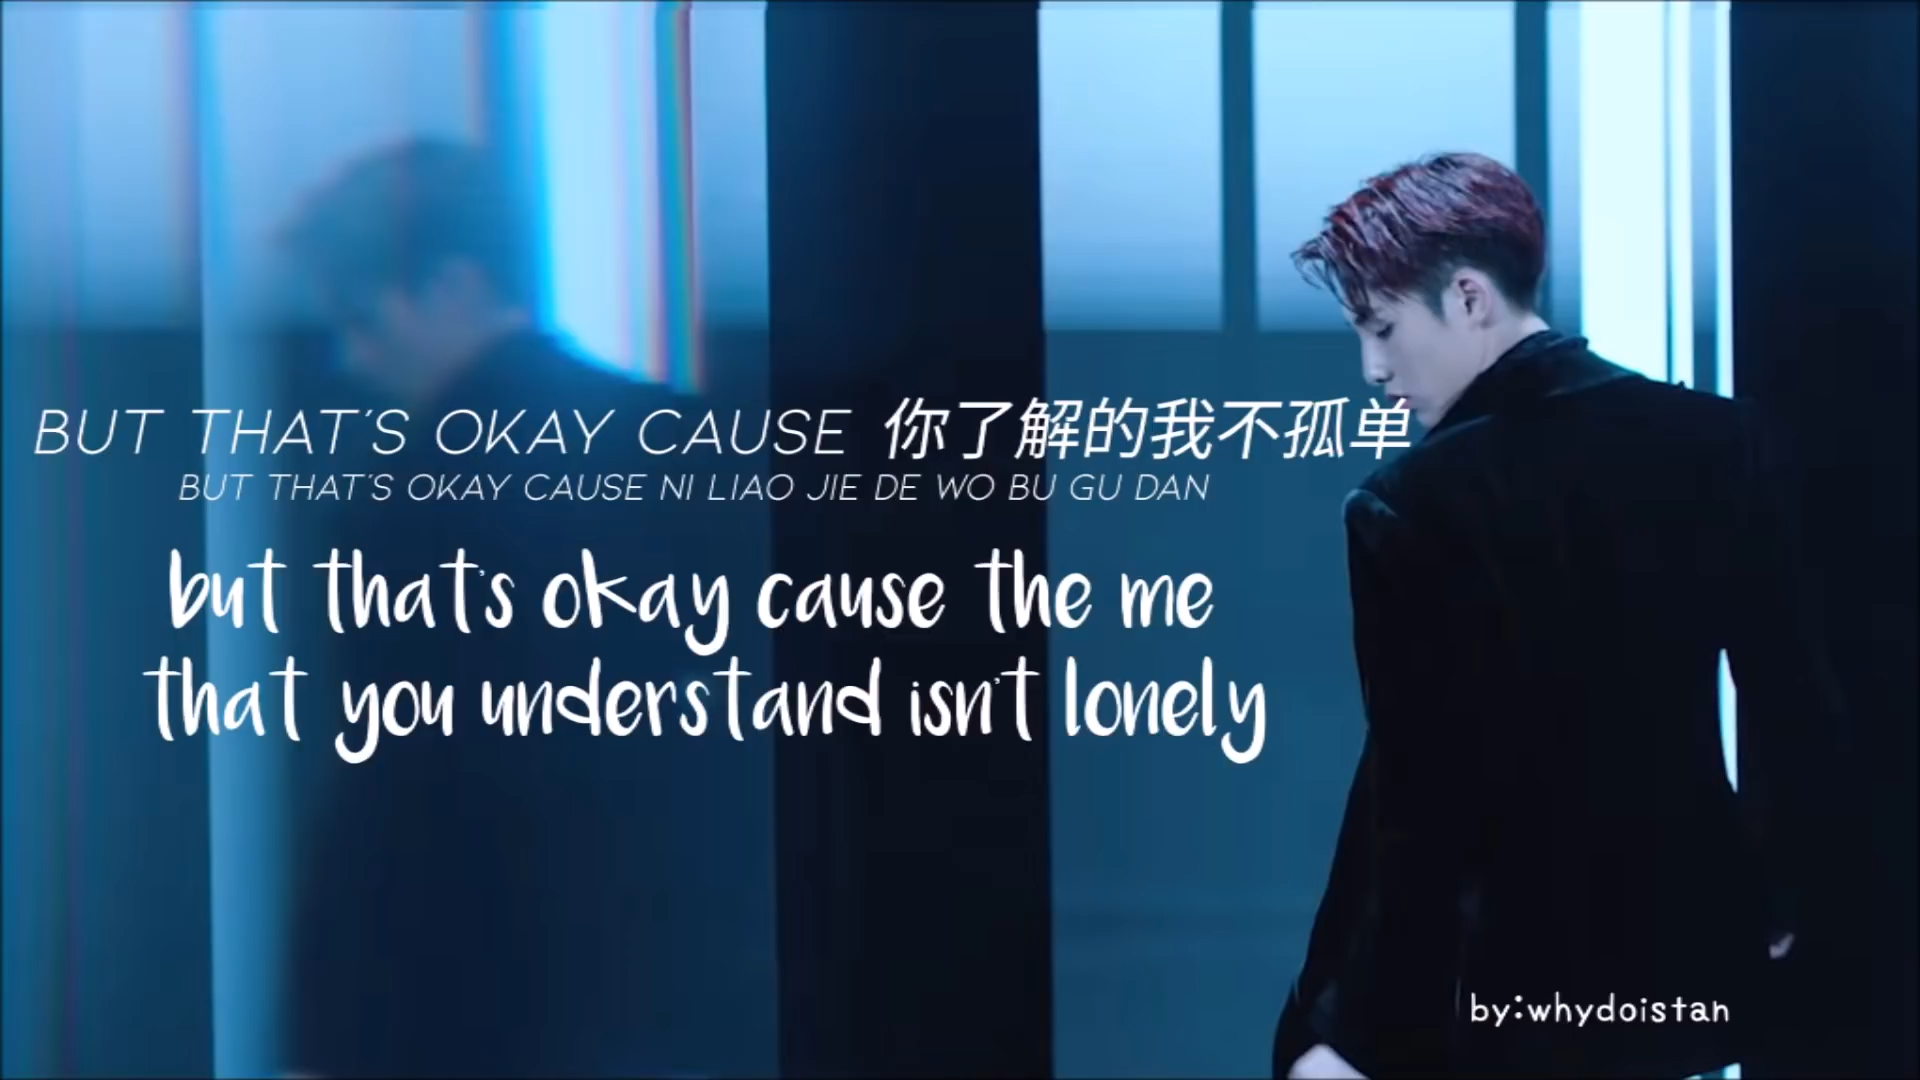 BUT THAT'S OKAY CAUSE 你了解的我不孤单
BUT THAT'S OKAY CAUSE NI LIAO JIE DE WO BU GU DAN
but that's okay cause the me
that you understand isn't lonely
by:whydoistan